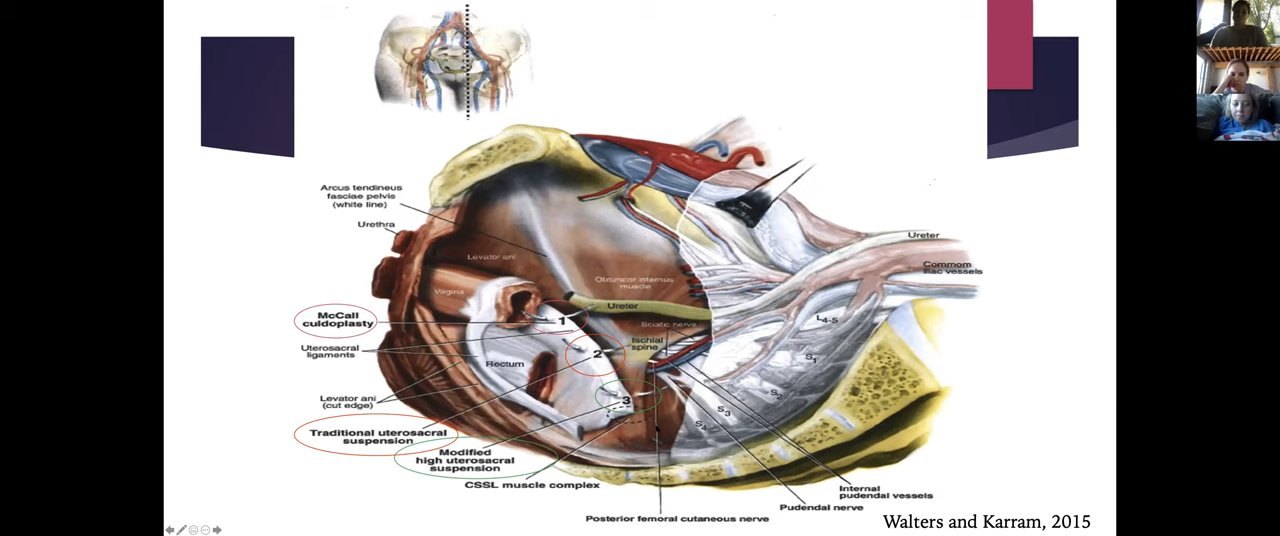 Arcus tendineus
fasciae pelvis
(white line)
Urethra
Levator ani
Vagina
Obturator internus
muscle
Ureter
Ureter
Common
iliac vessels
McCall
culdoplasty
1
Sciatic nerve
L4-5
Uterosacral
ligaments
Ischial
spine
2
S1
Rectum
S2
Levator ani
(cut edge)
3
S3
S4
Traditional uterosacral
suspension
Modified
high uterosacral
suspension
CSSL muscle complex
Internal
pudendal vessels
Pudendal nerve
Posterior femoral cutaneous nerve
Walters and Karram, 2015